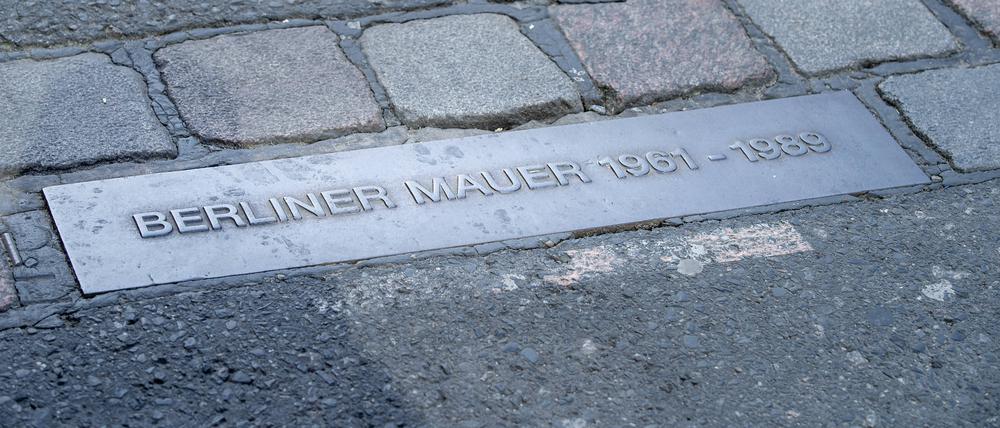 BERLINER MAUER 1961 - 1989